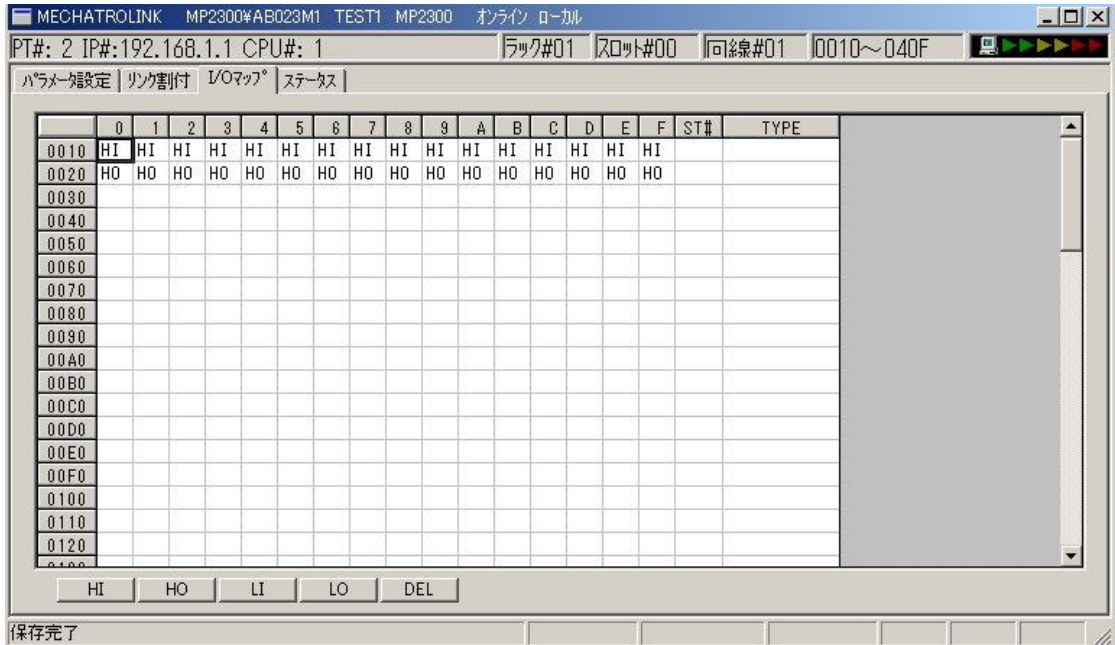 MECHATROLINK MP2300¥AB023M1 TEST1 MP2300 オンライン ローカル
PT#: 2 IP#:192.168.1.1 CPU#: 1 ラック#01 スロット#00 回線#01 0010～040F
パラメータ設定 リンク割付 I/Oマップ ステータス
0 1 2 3 4 5 6 7 8 9 A B C D E F ST# TYPE
0010 HI HI HI HI HI HI HI HI HI HI HI HI HI HI HI HI
0020 HO HO HO HO HO HO HO HO HO HO HO HO HO HO HO HO
0030
0040
0050
0060
0070
0080
0090
00A0
00B0
00C0
00D0
00E0
00F0
0100
0110
0120
HI HO LI LO DEL
保存完了